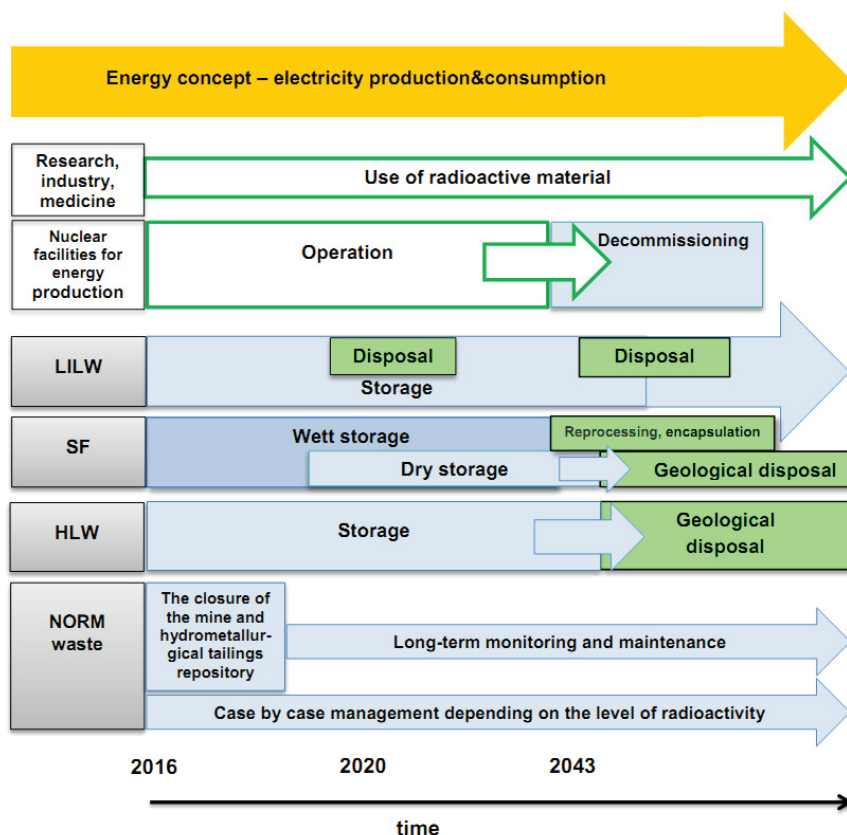 Energy concept – electricity production&consumption
Research,
industry,
medicine
Use of radioactive material
Nuclear
facilities for
energy
production
Operation
Decommissioning
LILW
Disposal
Disposal
Storage
SF
Wett storage
Reprocessing, encapsulation
Dry storage
Geological disposal
HLW
Storage
Geological
disposal
NORM
waste
The closure of
the mine and
hydrometallur-
gical tailings
repository
Long-term monitoring and maintenance
Case by case management depending on the level of radioactivity
2016
2020
2043
time